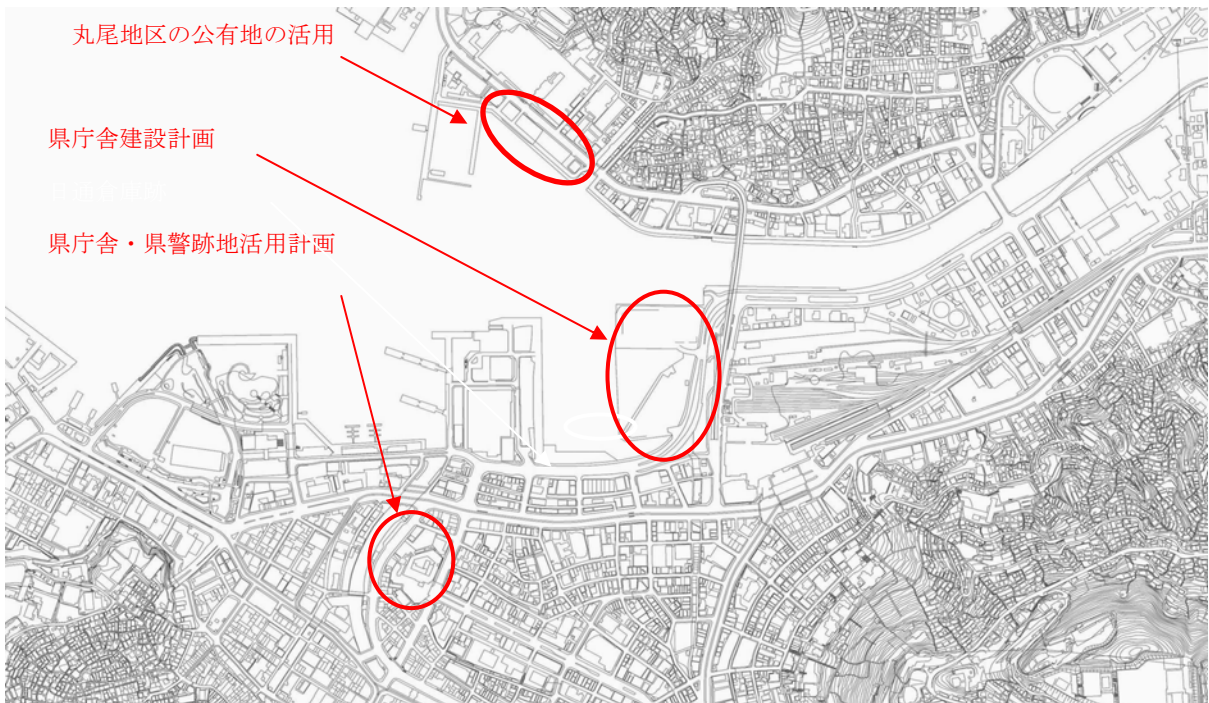 丸尾地区の公有地の活用
県庁舎建設計画
県庁舎・県警跡地活用計画